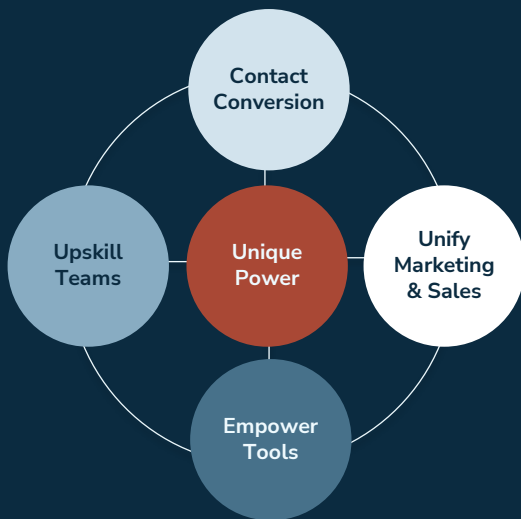 Contact
Conversion
Upskill
Teams
Unique
Power
Unify
Marketing
& Sales
Empower
Tools